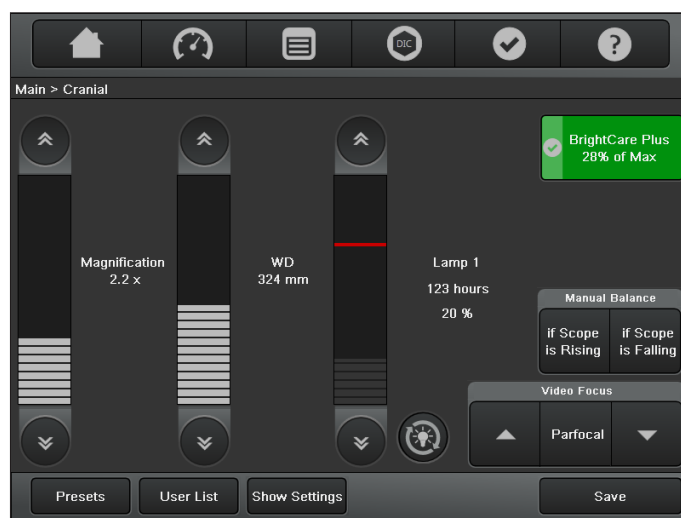 DIC
?
Main > Cranial
BrightCare Plus
28% of Max
Magnification
2.2 x
WD
324 mm
Lamp 1
123 hours
20 %
Manual Balance
if Scope
is Rising
if Scope
is Falling
Video Focus
Parfocal
Presets
User List
Show Settings
Save